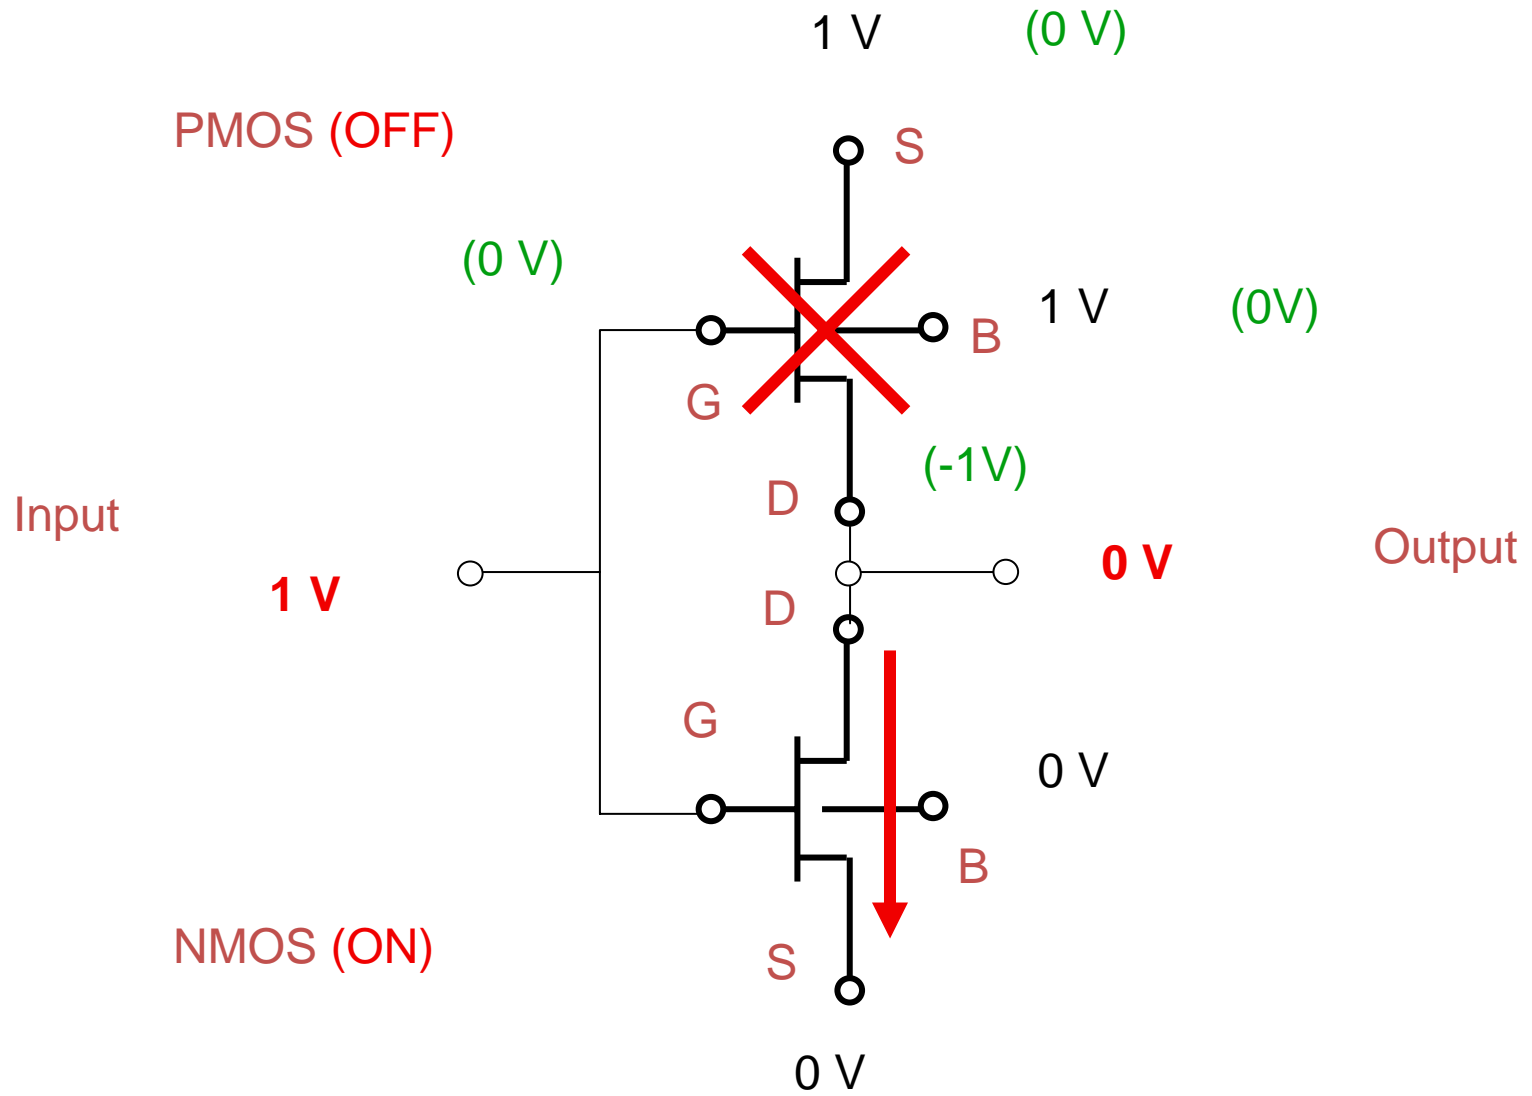 1 V (0 V)
PMOS (OFF)
S
(0 V)
1 V (0V)
B
G
(-1V)
D
Input
0 V
Output
1 V
D
G
0 V
B
NMOS (ON)
S
0 V